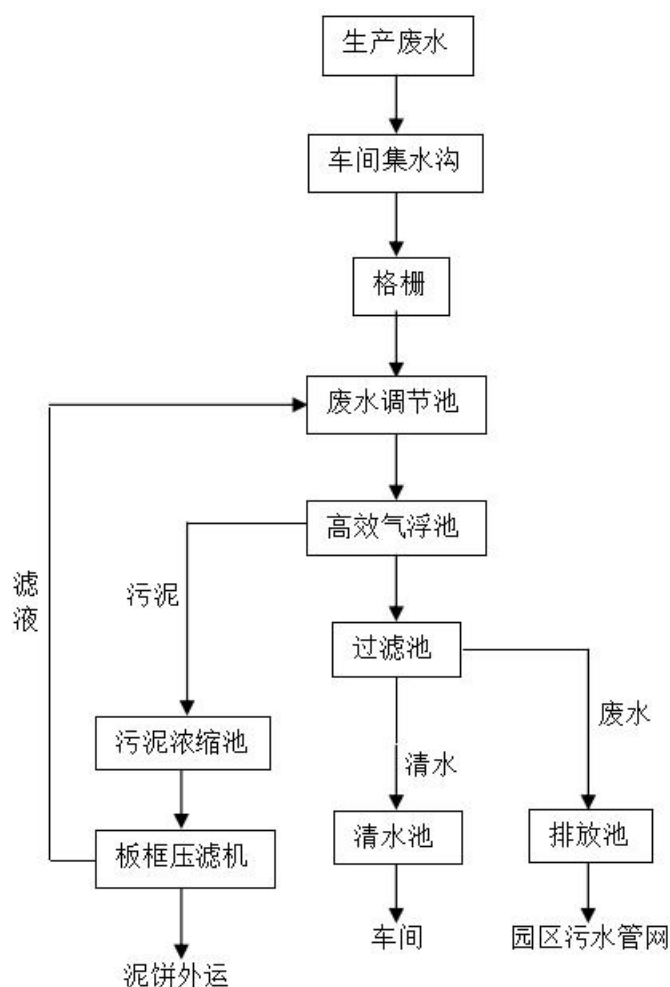 生产废水
车间集水沟
格栅
废水调节池
高效气浮池
滤液
污泥
过滤池
废水
污泥浓缩池
清水
板框压滤机
清水池
排放池
车间
园区污水管网
泥饼外运